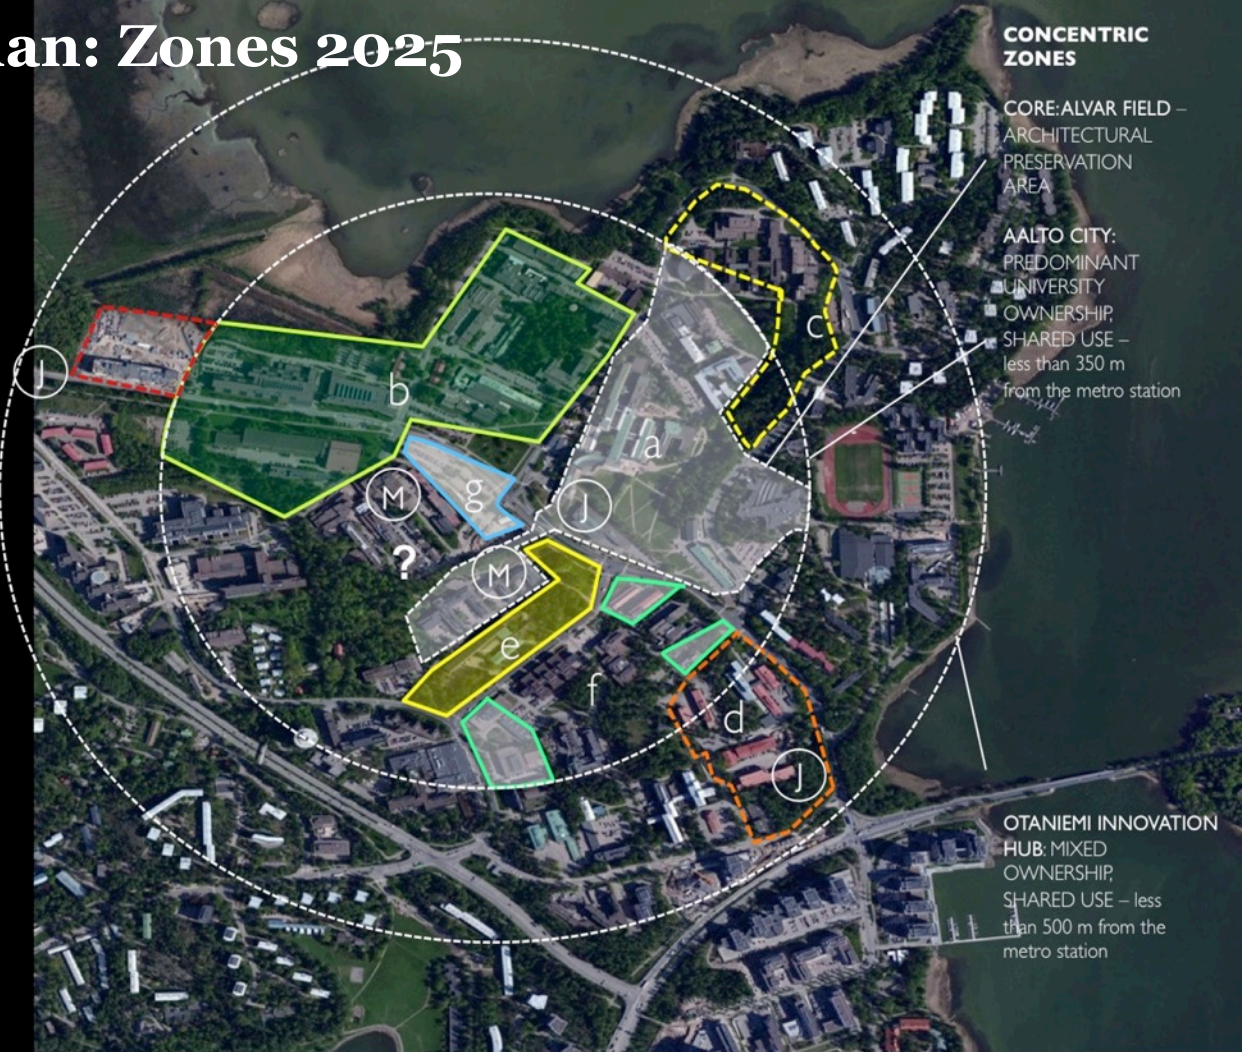 an: Zones 2025
CONCENTRIC
ZONES
CORE: ALVAR FIELD –
ARCHITECTURAL
PRESERVATION
AREA
AALTO CITY:
PREDOMINANT
UNIVERSITY
OWNERSHIP,
SHARED USE –
less than 350 m
from the metro station
c
J
b
a
g
M
J
?
M
e
f
d
J
OTANIEMI INNOVATION
HUB: MIXED
OWNERSHIP,
SHARED USE – less
than 500 m from the
metro station